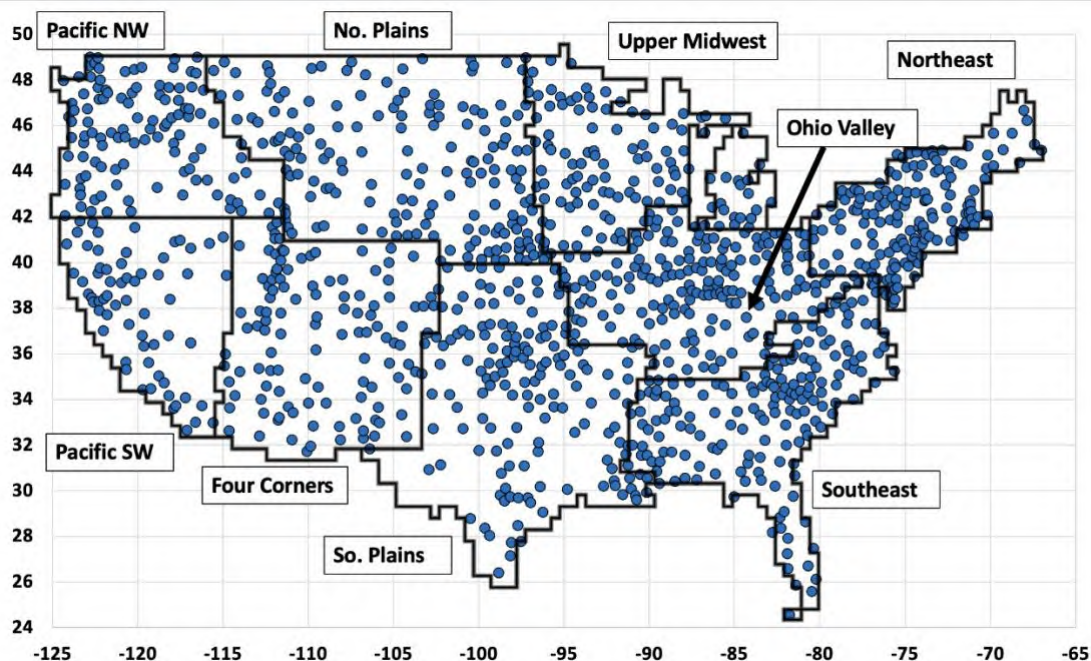 Pacific NW
No. Plains
Upper Midwest
Northeast
Ohio Valley
Pacific SW
Four Corners
So. Plains
Southeast
50
48
46
44
42
40
38
36
34
32
30
28
26
24
-125 -120 -115 -110 -105 -100 -95 -90 -85 -80 -75 -70 -65